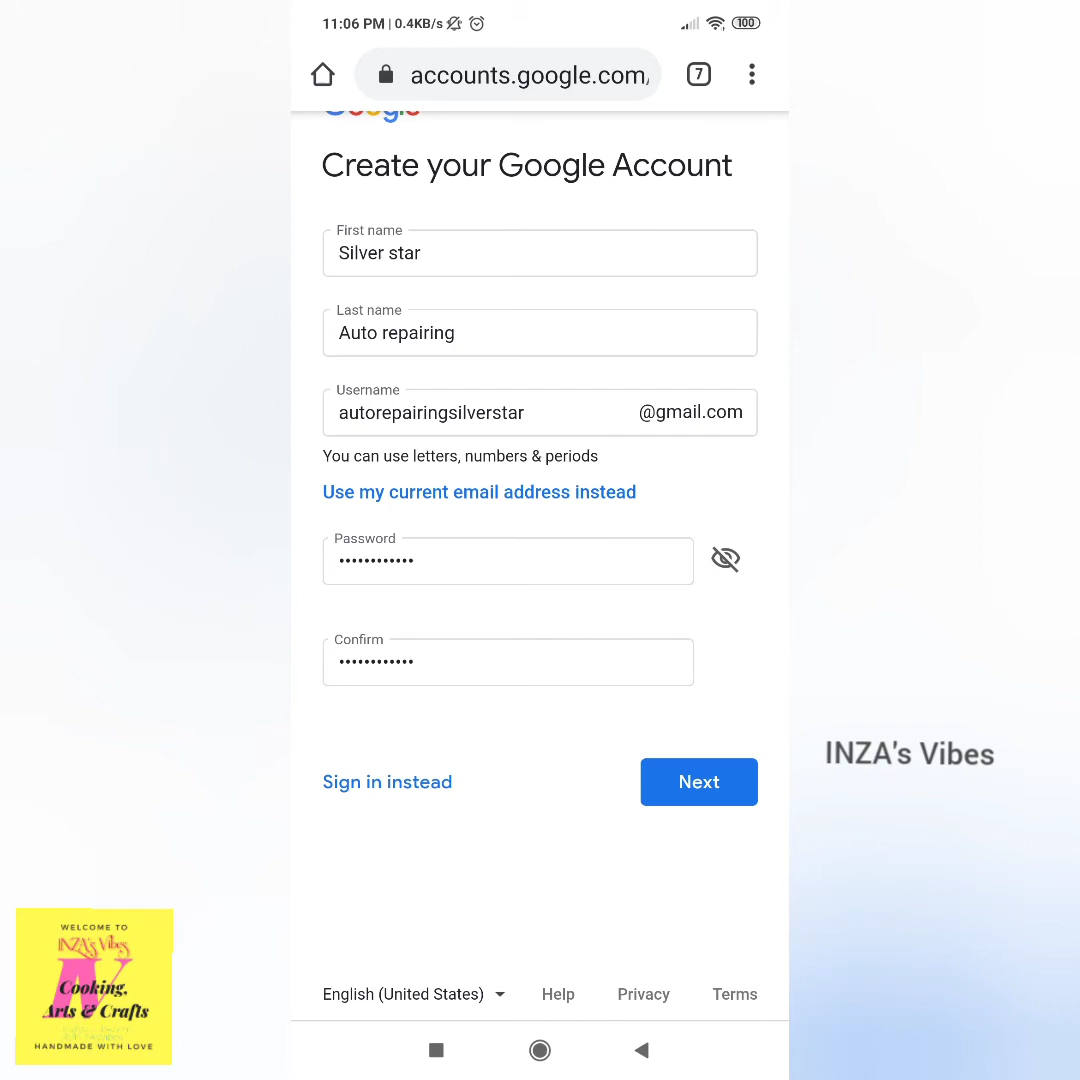 11:06 PM | 0.4KB/s
100
accounts.google.com/
7
Google
Create your Google Account
First name
Silver star
Last name
Auto repairing
Username
autorepairingsilverstar @gmail.com
You can use letters, numbers & periods
Use my current email address instead
Password
••••••••••••
Confirm
••••••••••••
Sign in instead
Next
INZA's Vibes
WELCOME TO
INZA's Vibes
AV
Cooking,
Arts & Crafts
HANDMADE WITH LOVE
English (United States)
Help
Privacy
Terms